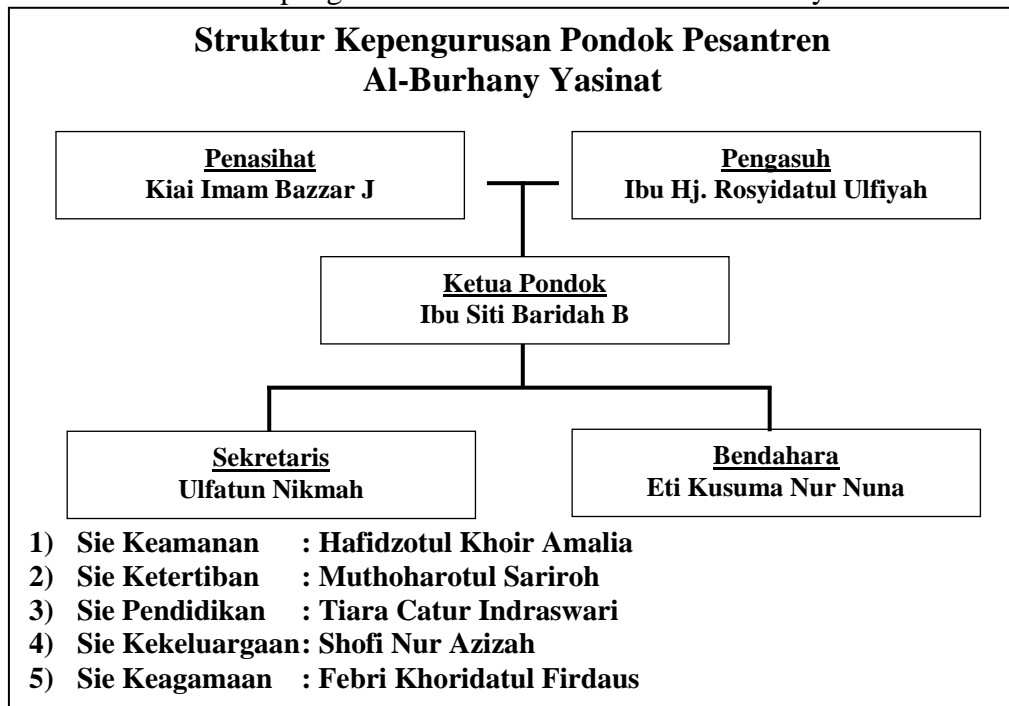 Struktur Kepengurusan Pondok Pesantren
Al-Burhany Yasinat
Penasihat
Kiai Imam Bazzar J
Pengasuh
Ibu Hj. Rosyidatul Ulfiyah
Ketua Pondok
Ibu Siti Baridah B
Sekretaris
Ulfatun Nikmah
Bendahara
Eti Kusuma Nur Nuna
1) Sie Keamanan : Hafidzotul Khoir Amalia
2) Sie Ketertiban : Muthoharotul Sariroh
3) Sie Pendidikan : Tiara Catur Indraswari
4) Sie Kekeluargaan: Shofi Nur Azizah
5) Sie Keagamaan : Febri Khoridatul Firdaus